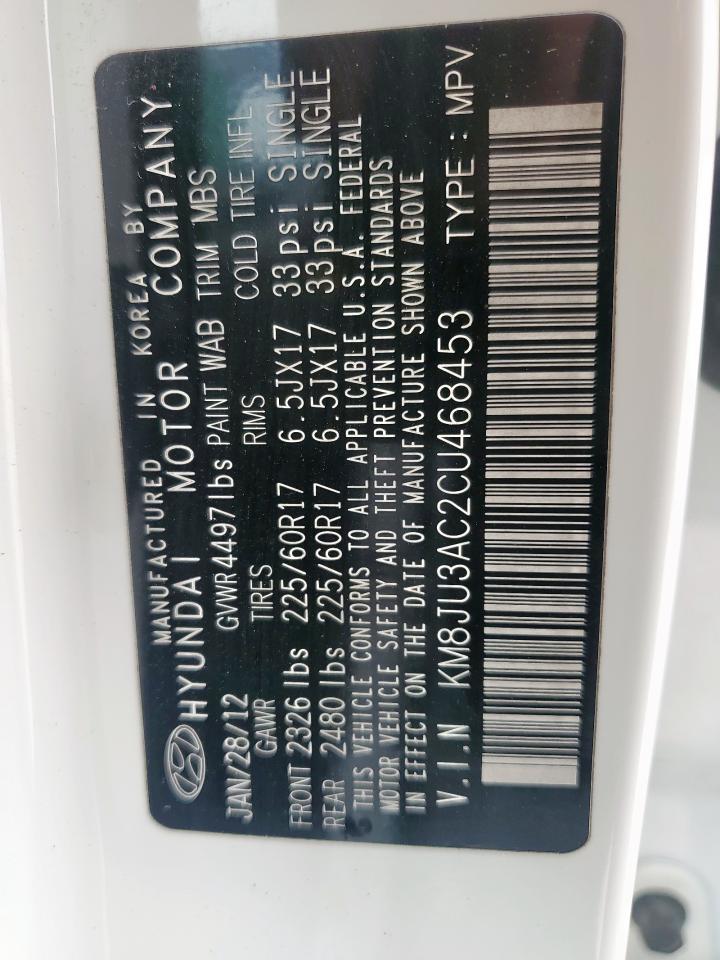 MANUFACTURED IN KOREA BY
HYUNDAI MOTOR COMPANY
JAN/28/12 GVWR 4497lbs PAINT WAB TRIM MBS
GAWR TIRES RIMS COLD TIRE INFL
FRONT 2326 lbs 225/60R17 6.5JX17 33psi SINGLE
REAR 2480 lbs 225/60R17 6.5JX17 33psi SINGLE
THIS VEHICLE CONFORMS TO ALL APPLICABLE U.S.A. FEDERAL
MOTOR VEHICLE SAFETY AND THEFT PREVENTION STANDARDS
IN EFFECT ON THE DATE OF MANUFACTURE SHOWN ABOVE
V.I.N KM8JU3AC2CU468453 TYPE : MPV